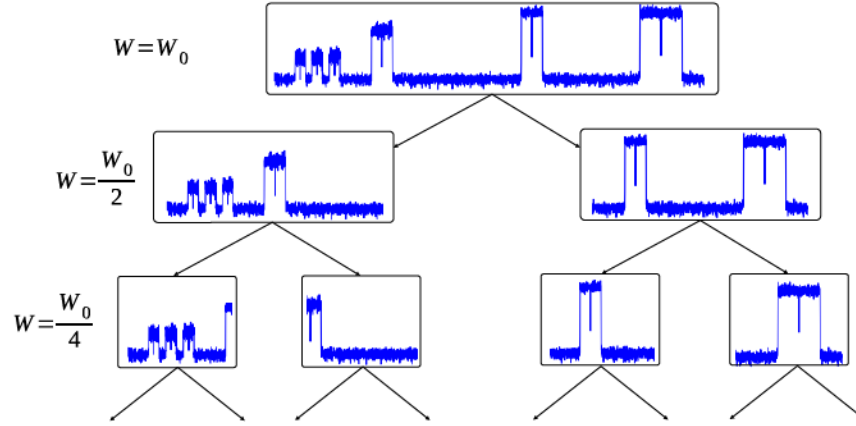 W = W₀
W = W₀/2
W = W₀/4